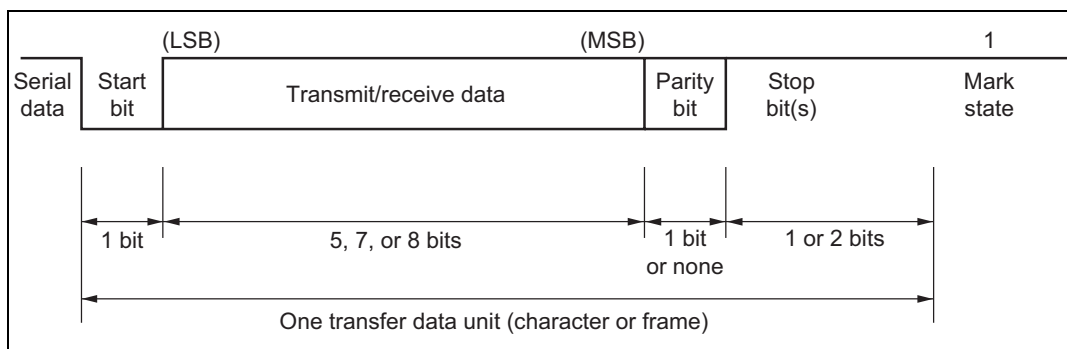 (LSB) (MSB) 1
Serial data
Start bit
Transmit/receive data
Parity bit
Stop bit(s)
Mark state
1 bit
5, 7, or 8 bits
1 bit or none
1 or 2 bits
One transfer data unit (character or frame)